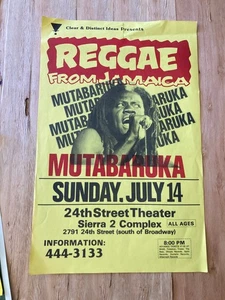 Clear & Distinct Ideas Presents
REGGAE
FROM JAMAICA
MUTABARUKA
MUTABARUKA
MUTABARUKA
MUTABARUKA
MUTABARUKA
SUNDAY, JULY 14
24th Street Theater
Sierra 2 Complex
ALL AGES
2791 24th Street (south of Broadway)
INFORMATION:
444-3133
8:00 PM